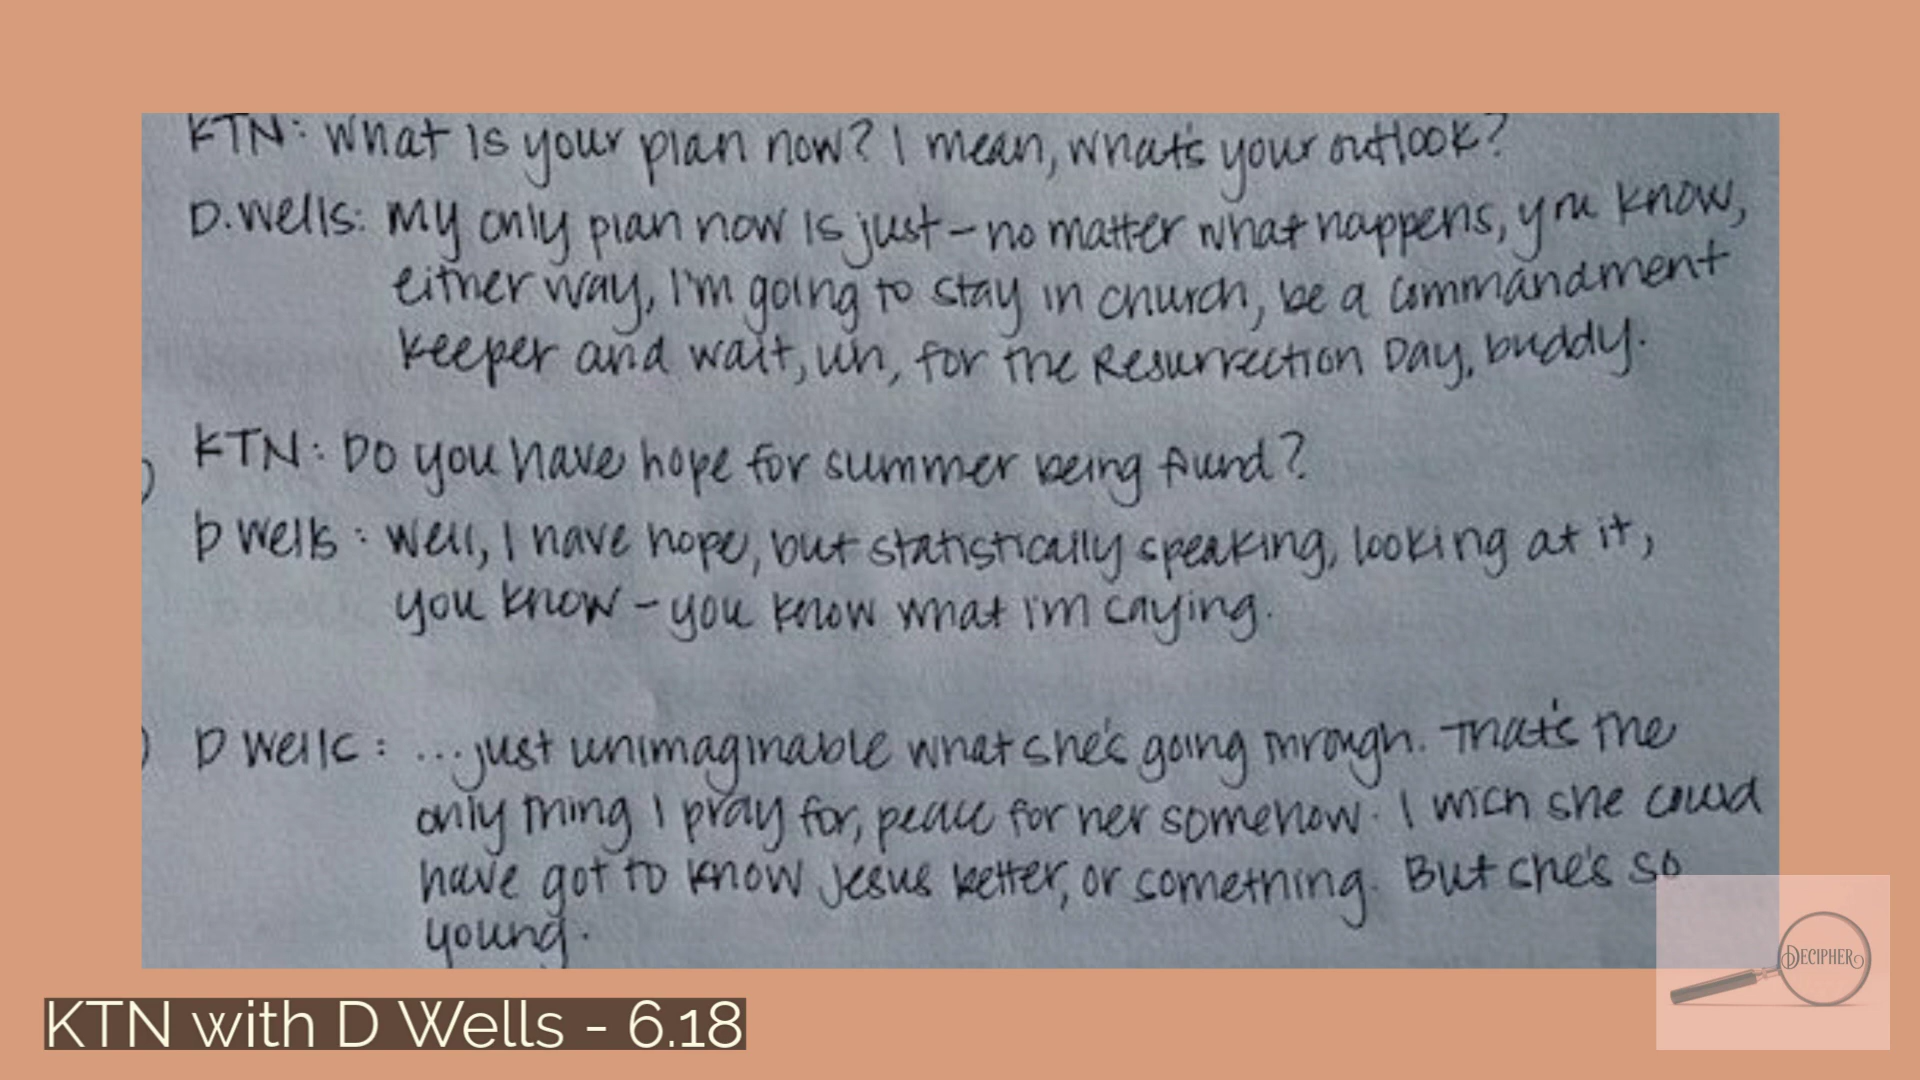 KTN: What is your plan now? I mean, what's your outlook?
D. Wells: My only plan now is just – no matter what happens, you know,
either way, I'm going to stay in church, be a commandment
keeper and wait, uh, for the Resurrection Day, buddy.
KTN: Do you have hope for summer being found?
D Wells: Well, I have hope, but statistically speaking, looking at it,
you know – you know what I'm saying.
D Wells: ...just unimaginable what she's going through. That's the
only thing I pray for, peace for her somehow. I wish she could
have got to know Jesus better, or something. But she's so
young.
DECIPHER
KTN with D Wells - 6.18